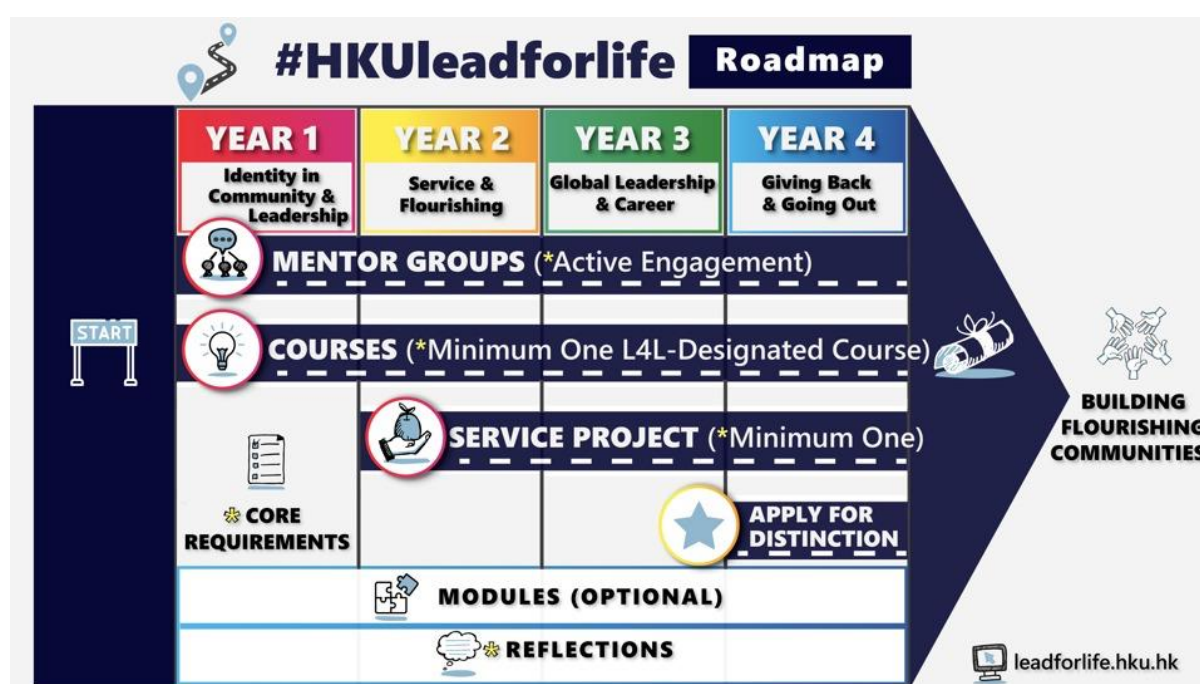 #HKUleadforlife Roadmap
YEAR 1
Identity in
Community &
Leadership
YEAR 2
Service &
Flourishing
YEAR 3
Global Leadership
& Career
YEAR 4
Giving Back
& Going Out
MENTOR GROUPS (*Active Engagement)
START
COURSES (*Minimum One L4L-Designated Course)
SERVICE PROJECT (*Minimum One)
BUILDING
FLOURISHING
COMMUNITIES
* CORE
REQUIREMENTS
APPLY FOR
DISTINCTION
MODULES (OPTIONAL)
* REFLECTIONS
leadforlife.hku.hk